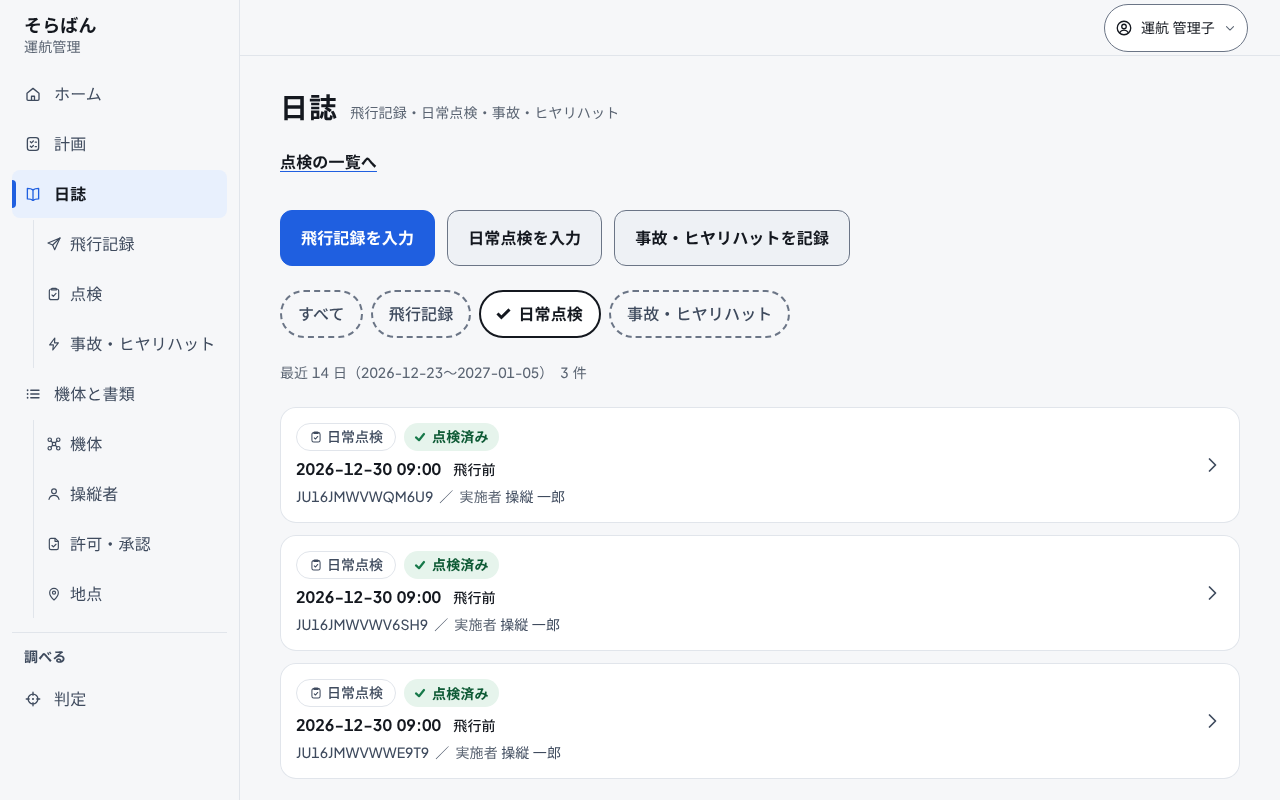 そらばん
運航管理
運航 管理子
ホーム
計画
日誌
飛行記録
点検
事故・ヒヤリハット
機体と書類
機体
操縦者
許可・承認
地点
調べる
判定
日誌 飛行記録・日常点検・事故・ヒヤリハット
点検の一覧へ
飛行記録を入力 日常点検を入力 事故・ヒヤリハットを記録
すべて 飛行記録 日常点検 事故・ヒヤリハット
最近 14 日（2026-12-23〜2027-01-05） 3 件
日常点検 点検済み
2026-12-30 09:00 飛行前
JU16JMWVWQM6U9 ／ 実施者 操縦 一郎
日常点検 点検済み
2026-12-30 09:00 飛行前
JU16JMWVWV6SH9 ／ 実施者 操縦 一郎
日常点検 点検済み
2026-12-30 09:00 飛行前
JU16JMWVWWE9T9 ／ 実施者 操縦 一郎